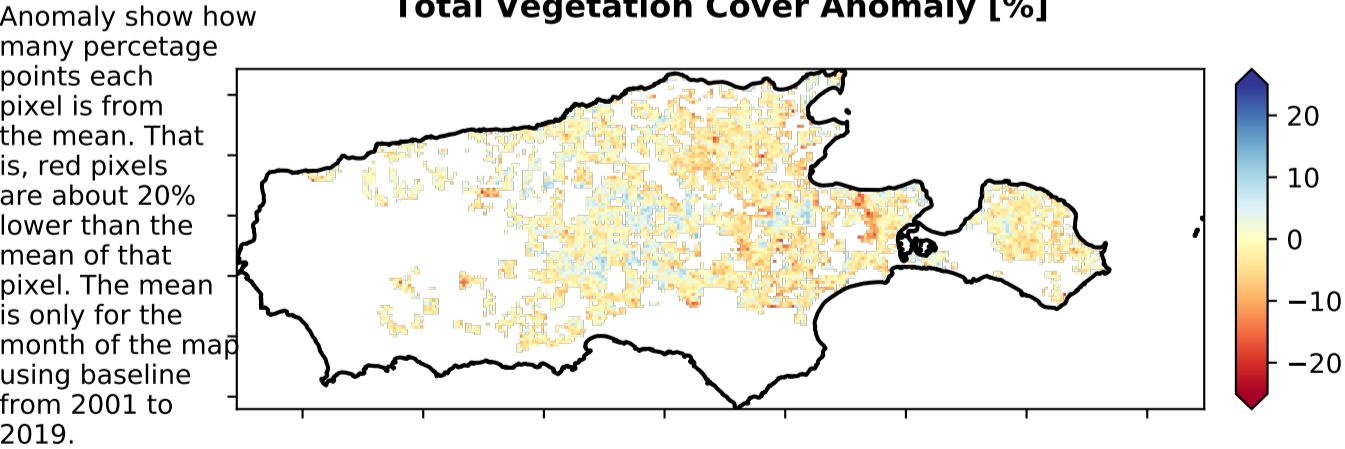 Total Vegetation Cover Anomaly [%]
Anomaly show how
many percetage
points each
pixel is from
the mean. That
is, red pixels
are about 20%
lower than the
mean of that
pixel. The mean
is only for the
month of the map
using baseline
from 2001 to
2019.
20
10
0
−10
−20